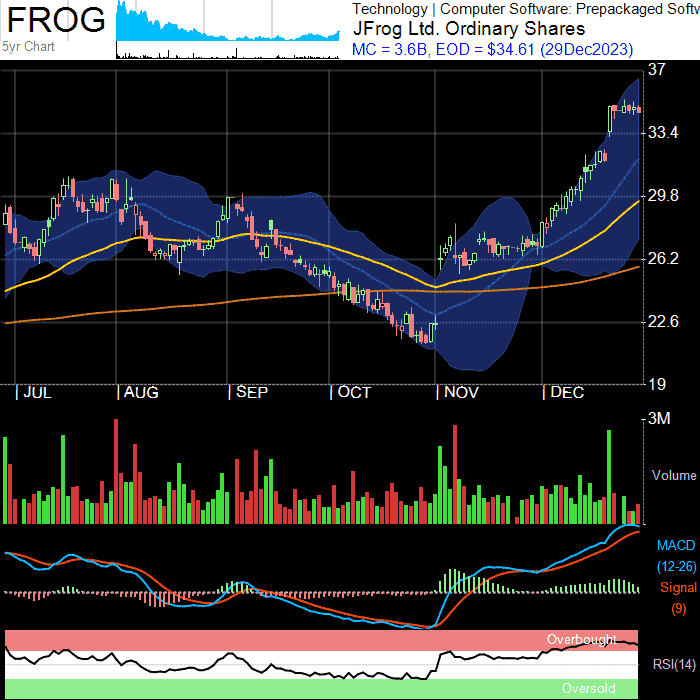 FROG
5yr Chart
Technology | Computer Software: Prepackaged Softw
JFrog Ltd. Ordinary Shares
MC = 3.6B, EOD = $34.61 (29Dec2023)
37
33.4
29.8
26.2
22.6
19
| JUL | AUG | SEP | OCT | NOV | DEC
3M
Volume
MACD
(12-26)
Signal
(9)
Overbought
RSI(14)
Oversold